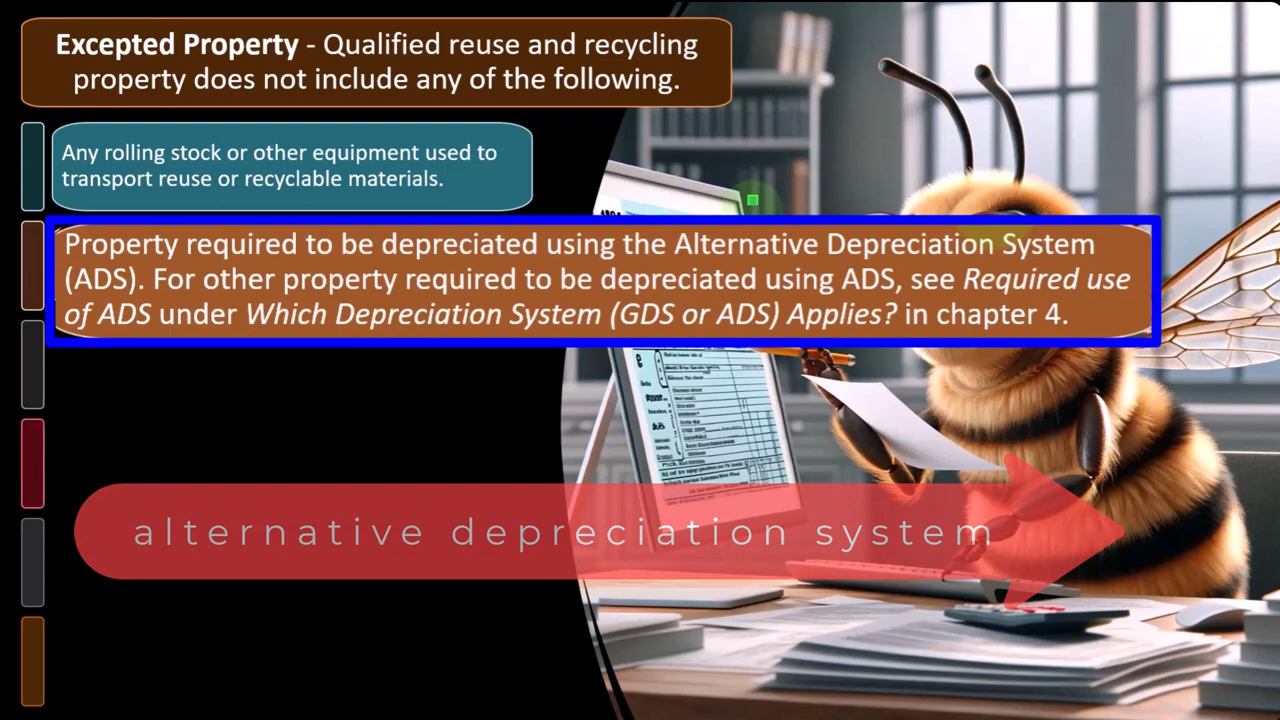 Excepted Property - Qualified reuse and recycling
property does not include any of the following.
Any rolling stock or other equipment used to
transport reuse or recyclable materials.
Property required to be depreciated using the Alternative Depreciation System
(ADS). For other property required to be depreciated using ADS, see Required use
of ADS under Which Depreciation System (GDS or ADS) Applies? in chapter 4.
alternative depreciation system